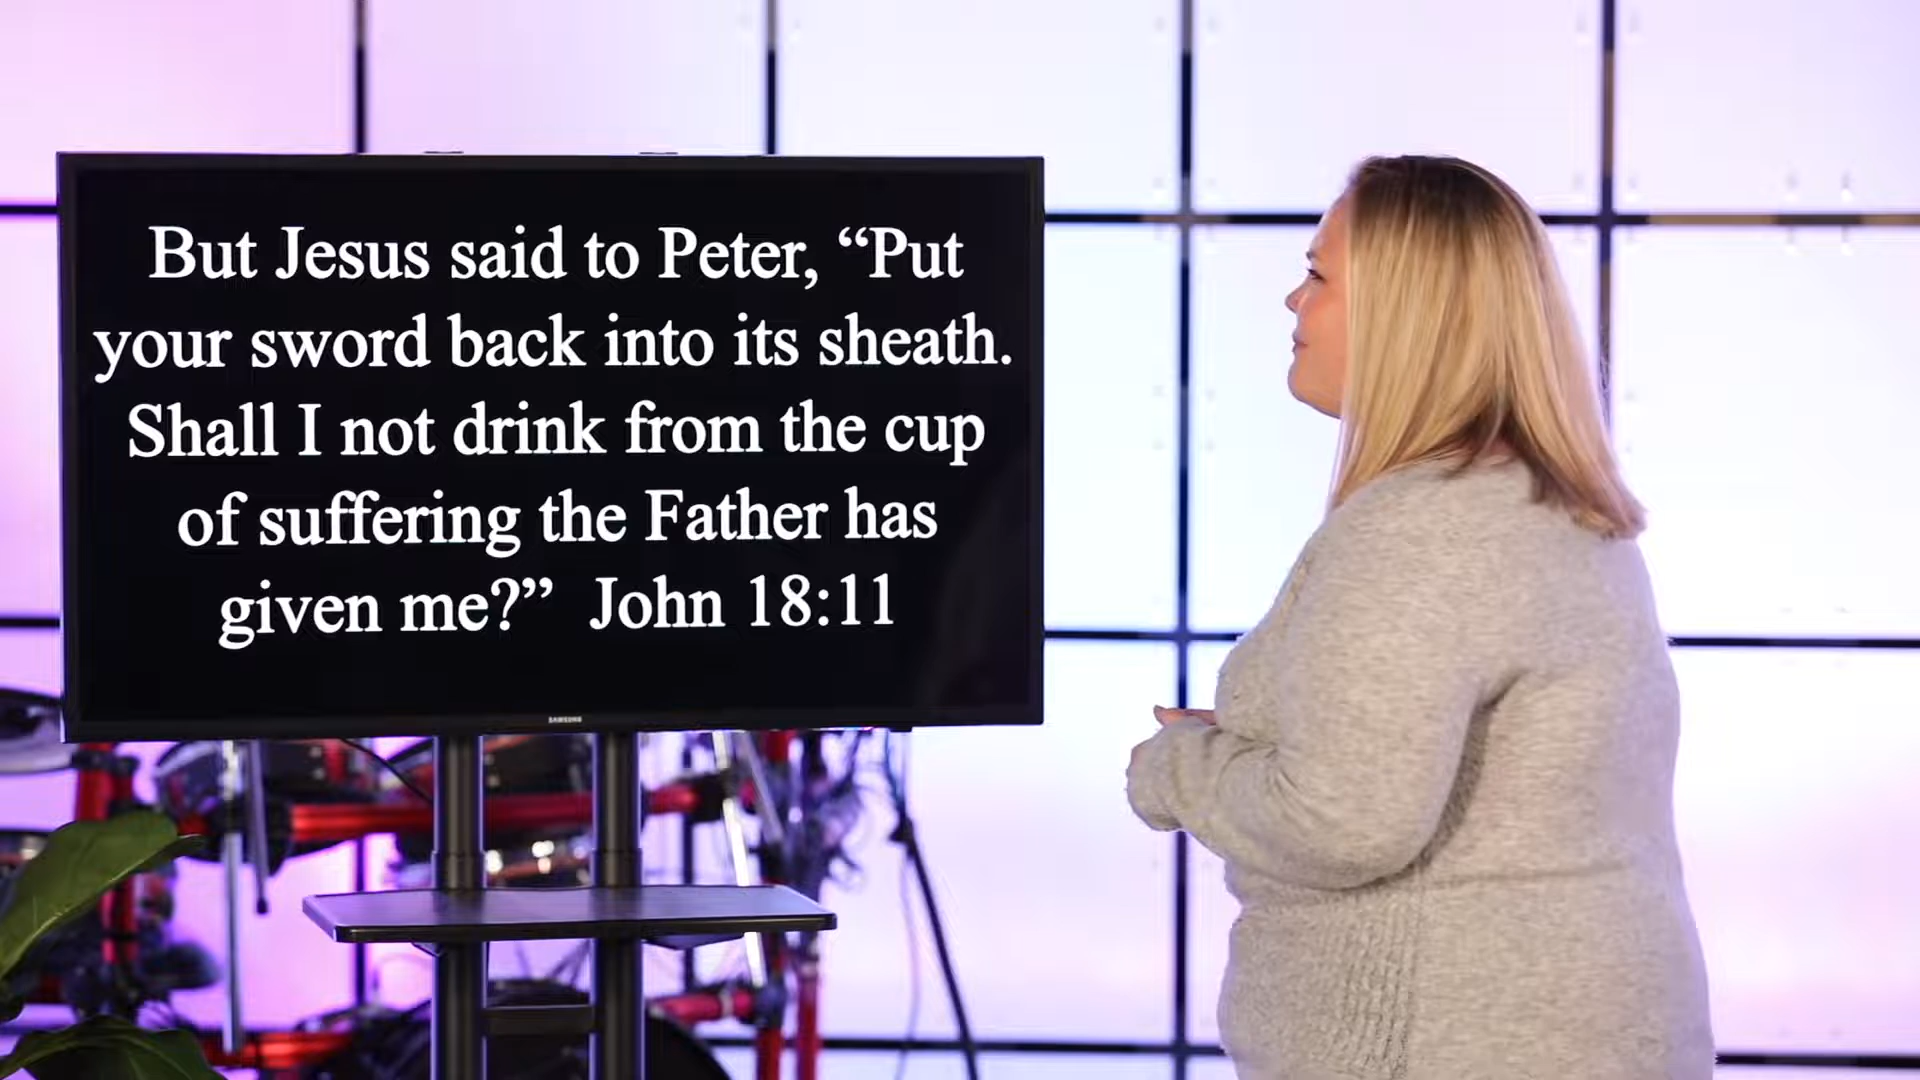 But Jesus said to Peter, “Put
your sword back into its sheath.
Shall I not drink from the cup
of suffering the Father has
given me?”  John 18:11
SAMSUNG